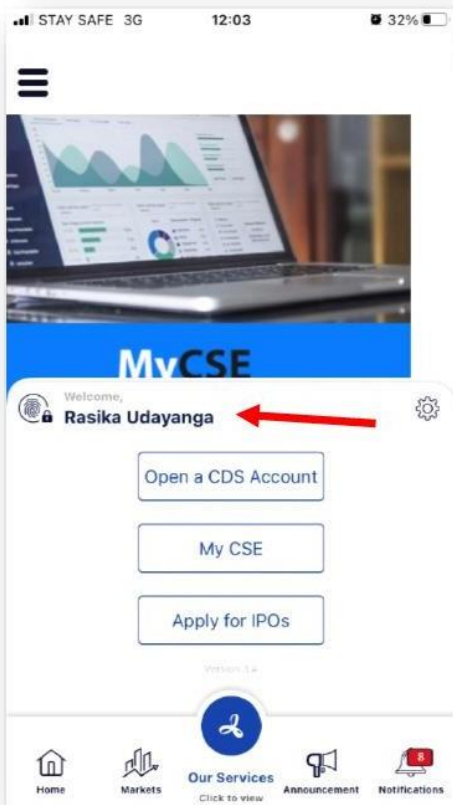 STAY SAFE 3G 12:03 32%
MyCSE
Welcome,
Rasika Udayanga
Open a CDS Account
My CSE
Apply for IPOs
8
Home Markets Our Services Announcement Notifications
Click to view